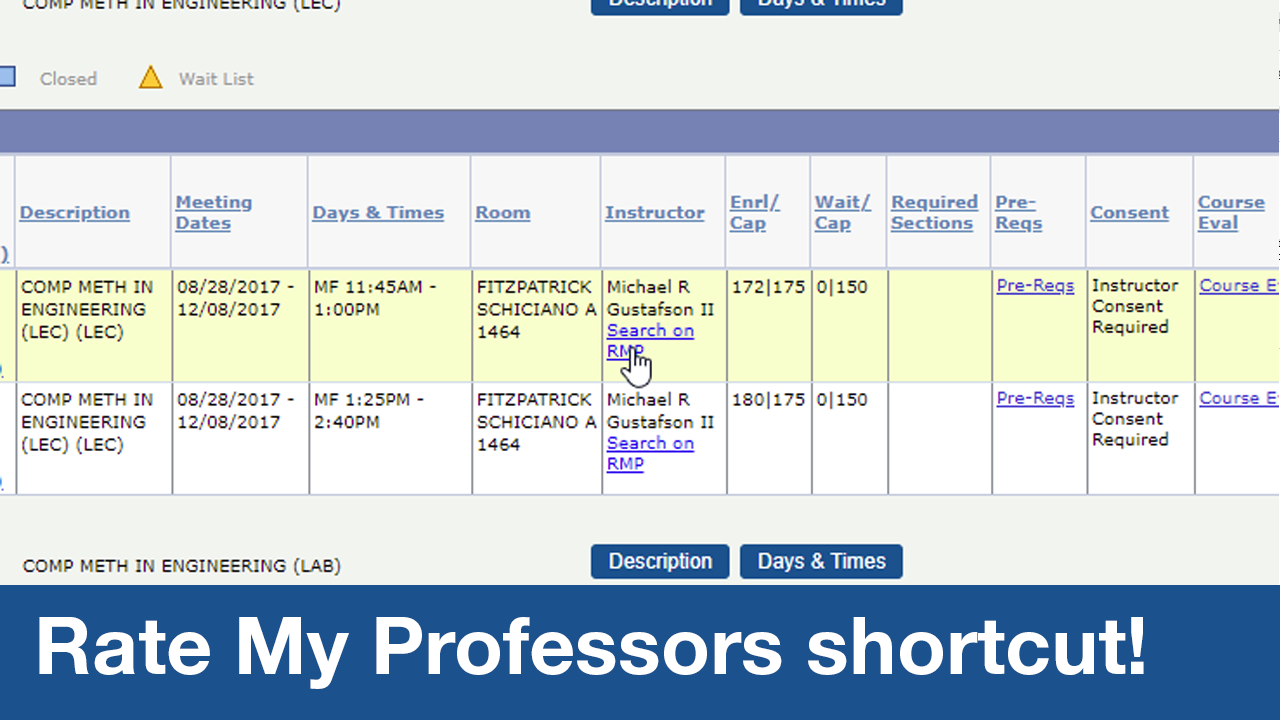 COMP METH IN ENGINEERING (LEC)
Description
Days & Times
Closed
Wait List
Description
Meeting
Dates
Days & Times
Room
Instructor
Enrl/
Cap
Wait/
Cap
Required
Sections
Pre-
Reqs
Consent
Course
Eval
)
COMP METH IN
ENGINEERING
(LEC) (LEC)
08/28/2017 -
12/08/2017
MF 11:45AM -
1:00PM
FITZPATRICK
SCHICIANO A
1464
Michael R
Gustafson II
Search on
RMP
172|175
0|150
Pre-Reqs
Instructor
Consent
Required
Course E
COMP METH IN
ENGINEERING
(LEC) (LEC)
08/28/2017 -
12/08/2017
MF 1:25PM -
2:40PM
FITZPATRICK
SCHICIANO A
1464
Michael R
Gustafson II
Search on
RMP
180|175
0|150
Pre-Reqs
Instructor
Consent
Required
Course E
COMP METH IN ENGINEERING (LAB)
Description
Days & Times
Rate My Professors shortcut!